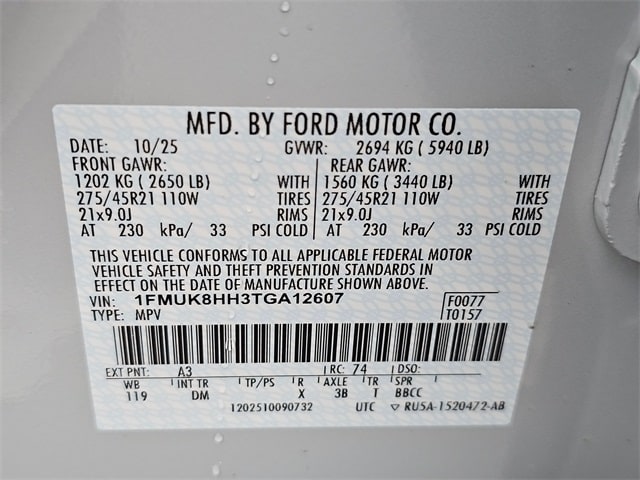 MFD. BY FORD MOTOR CO.
DATE: 10/25 GVWR: 2694 KG ( 5940 LB)
FRONT GAWR: REAR GAWR:
1202 KG ( 2650 LB) WITH 1560 KG ( 3440 LB) WITH
275/45R21 110W TIRES 275/45R21 110W TIRES
21x9.0J RIMS 21x9.0J RIMS
AT 230 kPa/ 33 PSI COLD AT 230 kPa/ 33 PSI COLD
THIS VEHICLE CONFORMS TO ALL APPLICABLE FEDERAL MOTOR
VEHICLE SAFETY AND THEFT PREVENTION STANDARDS IN
EFFECT ON THE DATE OF MANUFACTURE SHOWN ABOVE.
VIN: 1FMUK8HH3TGA12607 F0077
TYPE: MPV T0157
EXT PNT: A3 RC: 74 DSO:
WB INT TR TP/PS R AXLE TR SPR
119 DM X 3B T BBCC
1202510090732 UTC ▽ RU5A-1520472-AB